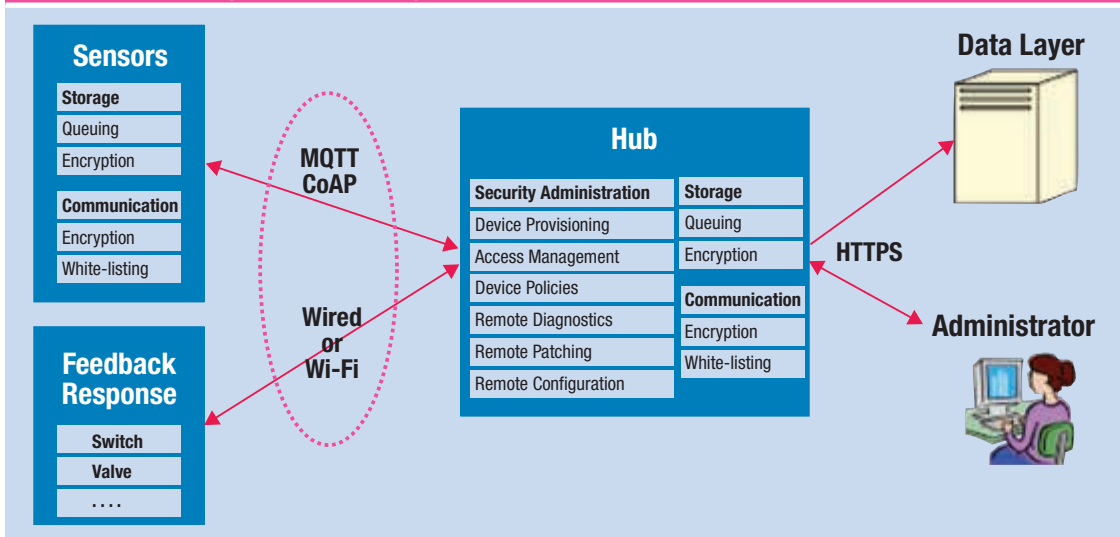 Sensors
Storage
Queuing
Encryption
Communication
Encryption
White-listing
Feedback
Response
Switch
Valve
....
MQTT
CoAP
Wired
or
Wi-Fi
Hub
Security Administration
Device Provisioning
Access Management
Device Policies
Remote Diagnostics
Remote Patching
Remote Configuration
Storage
Queuing
Encryption
Communication
Encryption
White-listing
HTTPS
Data Layer
Administrator